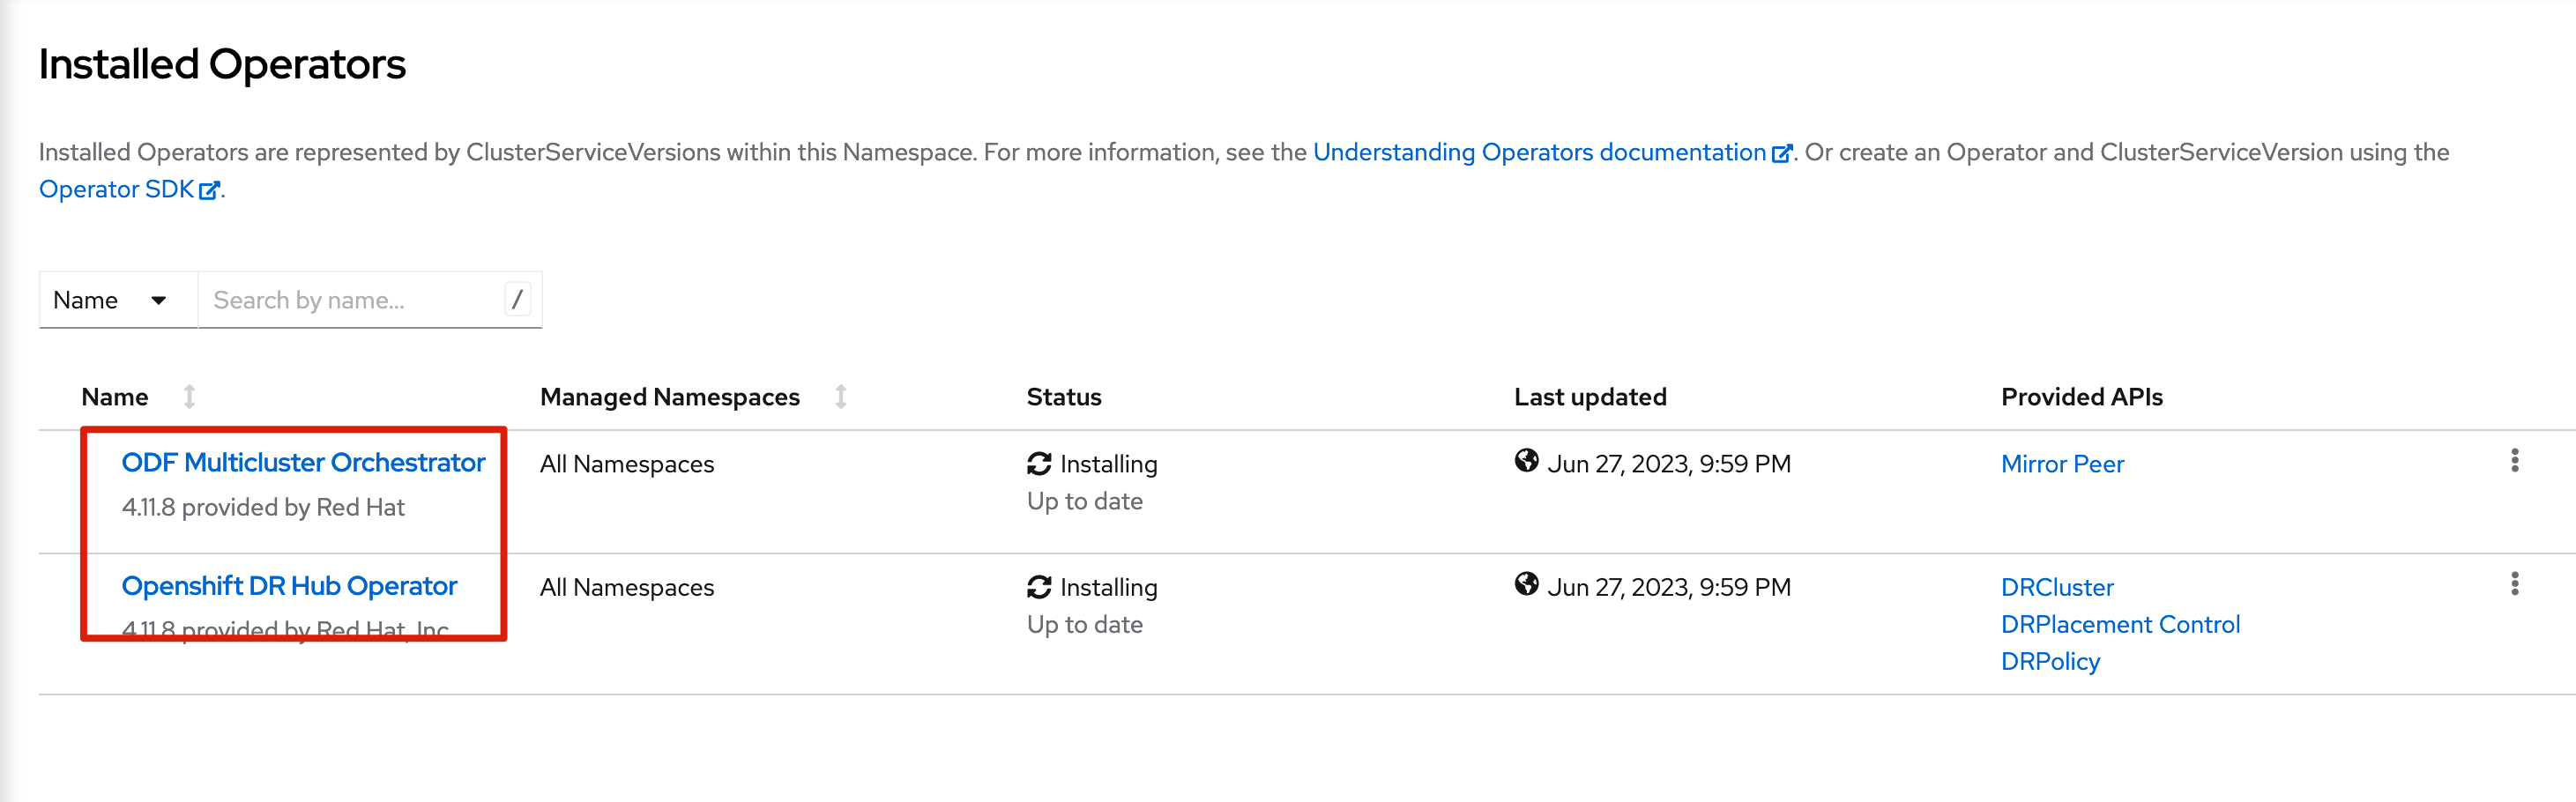 Installed Operators
Installed Operators are represented by ClusterServiceVersions within this Namespace. For more information, see the Understanding Operators documentation. Or create an Operator and ClusterServiceVersion using the
Operator SDK.
Name Search by name... /
Name Managed Namespaces Status Last updated Provided APIs
ODF Multicluster Orchestrator All Namespaces Installing Jun 27, 2023, 9:59 PM Mirror Peer
4.11.8 provided by Red Hat Up to date
Openshift DR Hub Operator All Namespaces Installing Jun 27, 2023, 9:59 PM DRCluster
4.11.8 provided by Red Hat, Inc Up to date DRPlacement Control
DRPolicy